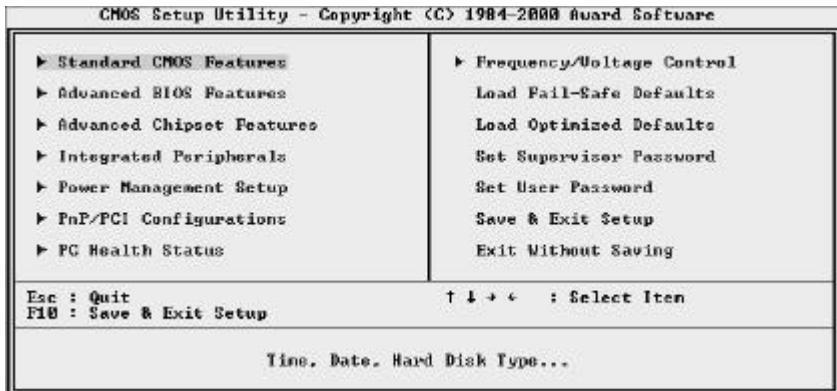 CMOS Setup Utility - Copyright (C) 1984-2000 Award Software
▶ Standard CMOS Features
▶ Advanced BIOS Features
▶ Advanced Chipset Features
▶ Integrated Peripherals
▶ Power Management Setup
▶ PnP/PCI Configurations
▶ PC Health Status
▶ Frequency/Voltage Control
Load Fail-Safe Defaults
Load Optimized Defaults
Set Supervisor Password
Set User Password
Save & Exit Setup
Exit Without Saving
Esc : Quit
F10 : Save & Exit Setup
↑ ↓ → ← : Select Item
Time, Date, Hard Disk Type...